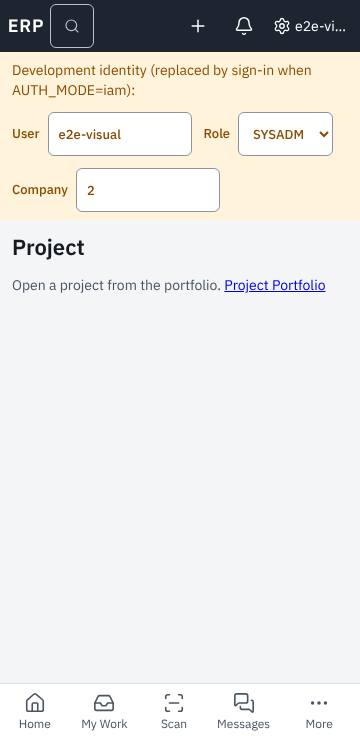 ERP
e2e-vi...
Development identity (replaced by sign-in when
AUTH_MODE=iam):
User e2e-visual Role SYSADM
Company 2
Project
Open a project from the portfolio. Project Portfolio
Home My Work Scan Messages More